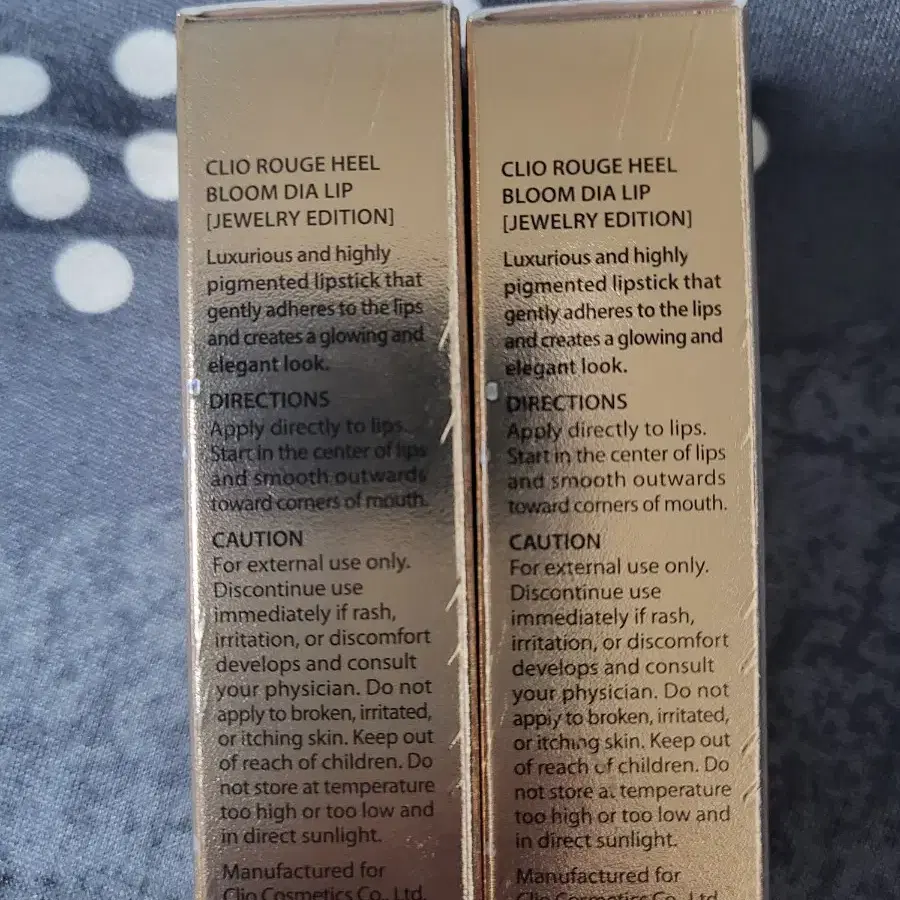 CLIO ROUGE HEEL
BLOOM DIA LIP
[JEWELRY EDITION]
Luxurious and highly
pigmented lipstick that
gently adheres to the lips
and creates a glowing and
elegant look.
DIRECTIONS
Apply directly to lips.
Start in the center of lips
and smooth outwards
toward corners of mouth.
CAUTION
For external use only.
Discontinue use
immediately if rash,
irritation, or discomfort
develops and consult
your physician. Do not
apply to broken, irritated,
or itching skin. Keep out
of reach of children. Do
not store at temperature
too high or too low and
in direct sunlight.
Manufactured for
Clio Cosmetics Co., Ltd.
CLIO ROUGE HEEL
BLOOM DIA LIP
[JEWELRY EDITION]
Luxurious and highly
pigmented lipstick that
gently adheres to the lips
and creates a glowing and
elegant look.
DIRECTIONS
Apply directly to lips.
Start in the center of lips
and smooth outwards
toward corners of mouth.
CAUTION
For external use only.
Discontinue use
immediately if rash,
irritation, or discomfort
develops and consult
your physician. Do not
apply to broken, irritated,
or itching skin. Keep out
of reach of children. Do
not store at temperature
too high or too low and
in direct sunlight.
Manufactured for
Clio Cosmetics Co., Ltd.